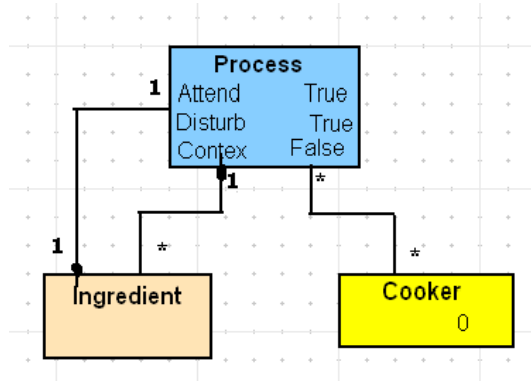 Process
1
Attend True
Disturb True
Contex False
1
*
1
*
*
Ingredient
Cooker
0